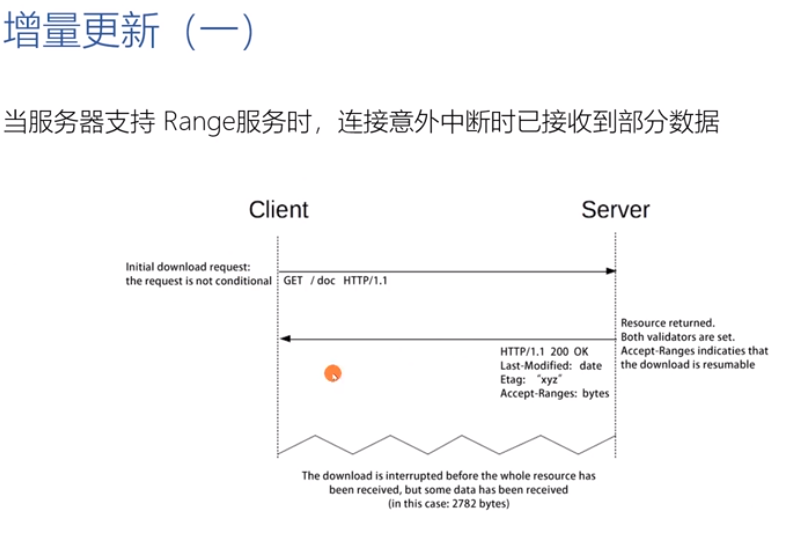 增量更新（一）
当服务器支持 Range服务时，连接意外中断时已接收到部分数据
Client
Server
Initial download request:
the request is not conditional
GET /doc HTTP/1.1
Resource returned.
Both validators are set.
Accept-Ranges indicaties that
the download is resumable
HTTP/1.1 200 OK
Last-Modified: date
Etag: “xyz”
Accept-Ranges: bytes
The download is interrupted before the whole resource has
been received, but some data has been received
(in this case: 2782 bytes)